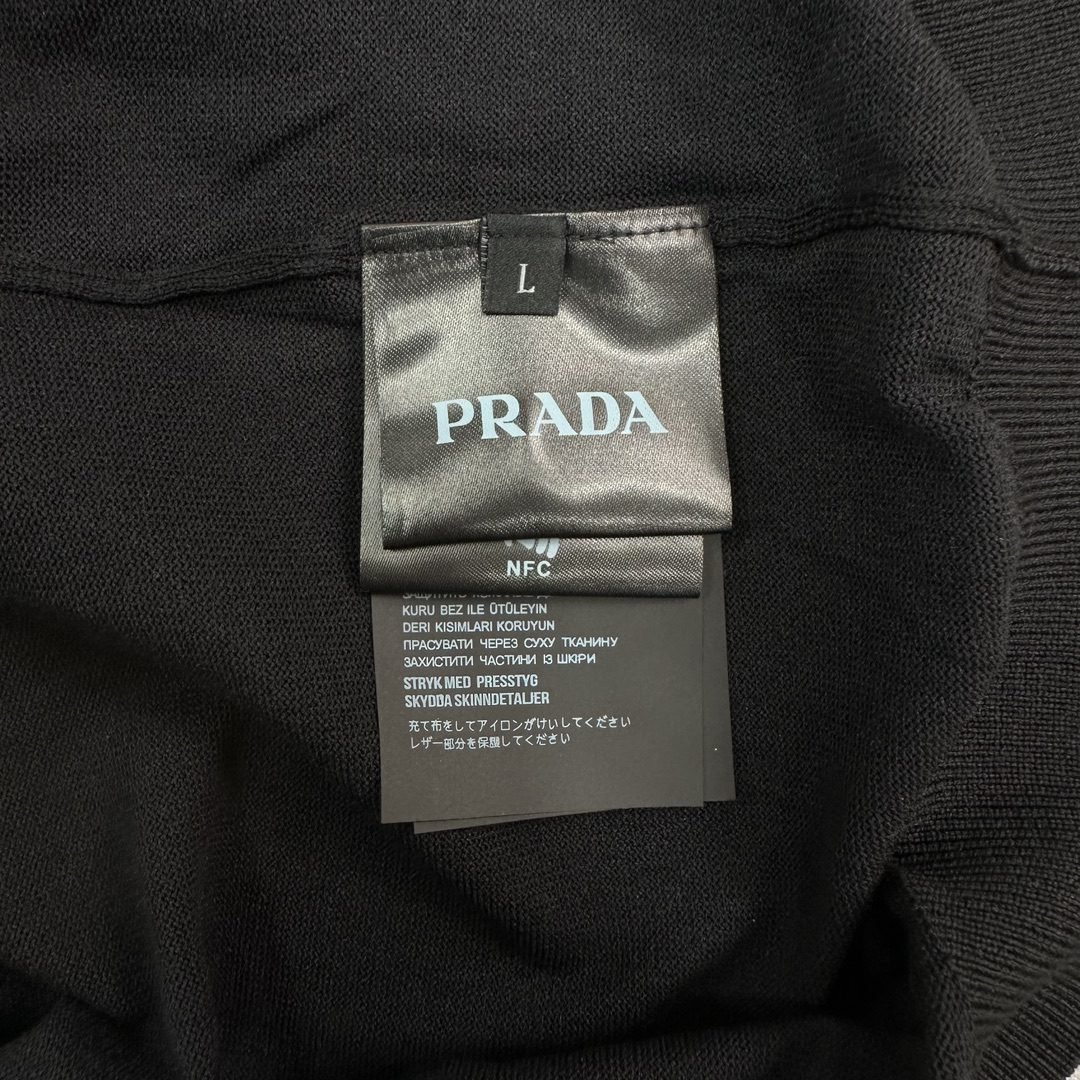 L
PRADA
NFC
KURU BEZ ILE ÜTÜLEYIN
DERI KISIMLARI KORUYUN
ПРАСУВАТИ ЧЕРЕЗ СУХУ ТКАНИНУ
ЗАХИСТИТИ ЧАСТИНИ ІЗ ШКІРИ
STRYK MED PRESSTYG
SKYDDA SKINNDETALJER
充て布をしてアイロンがけいしてください
レザー部分を保護してください